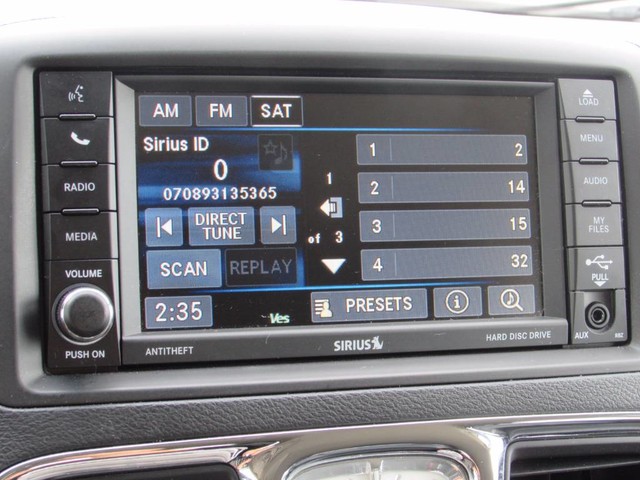 AM FM SAT
LOAD
MENU
AUDIO
MY FILES
PULL
AUX
RADIO
MEDIA
VOLUME
PUSH ON
Sirius ID
0
070893135365
DIRECT TUNE
SCAN REPLAY
2:35
Ves
1
of 3
1 2
2 14
3 15
4 32
PRESETS
ANTITHEFT
SIRIUS
HARD DISC DRIVE